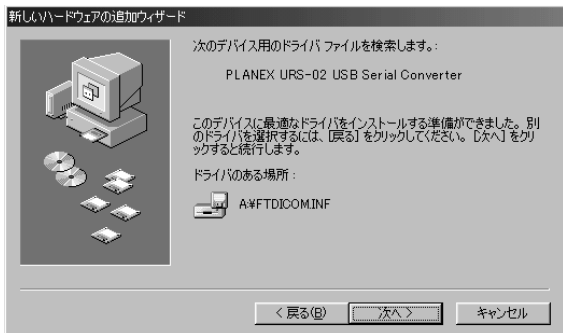 新しいハードウェアの追加ウィザード
次のデバイス用のドライバ ファイルを検索します。:
PLANEX URS-02 USB Serial Converter
このデバイスに最適なドライバをインストールする準備ができました。別
のドライバを選択するには、[戻る] をクリックしてください。[次へ] をクリ
ックすると続行します。
ドライバのある場所 :
A:¥FTDICOM.INF
< 戻る(B)
次へ >
キャンセル